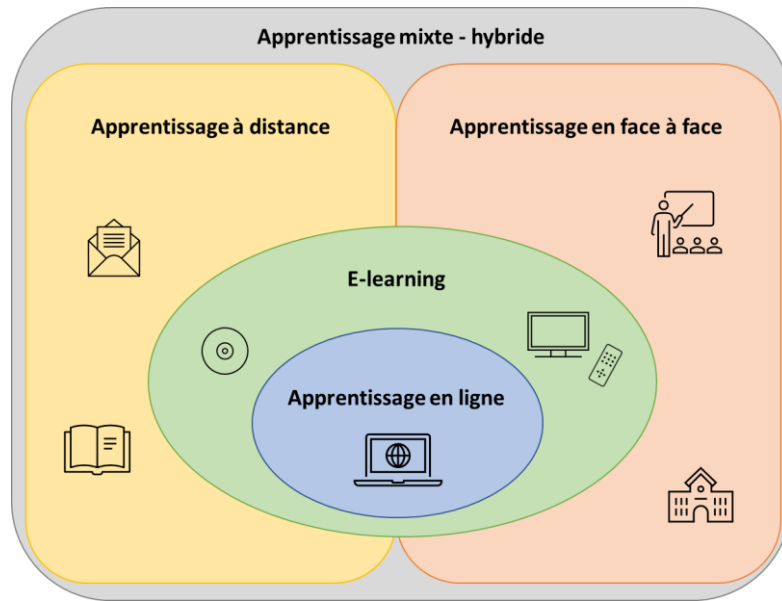 Apprentissage mixte - hybride
Apprentissage à distance
Apprentissage en face à face
E-learning
Apprentissage en ligne